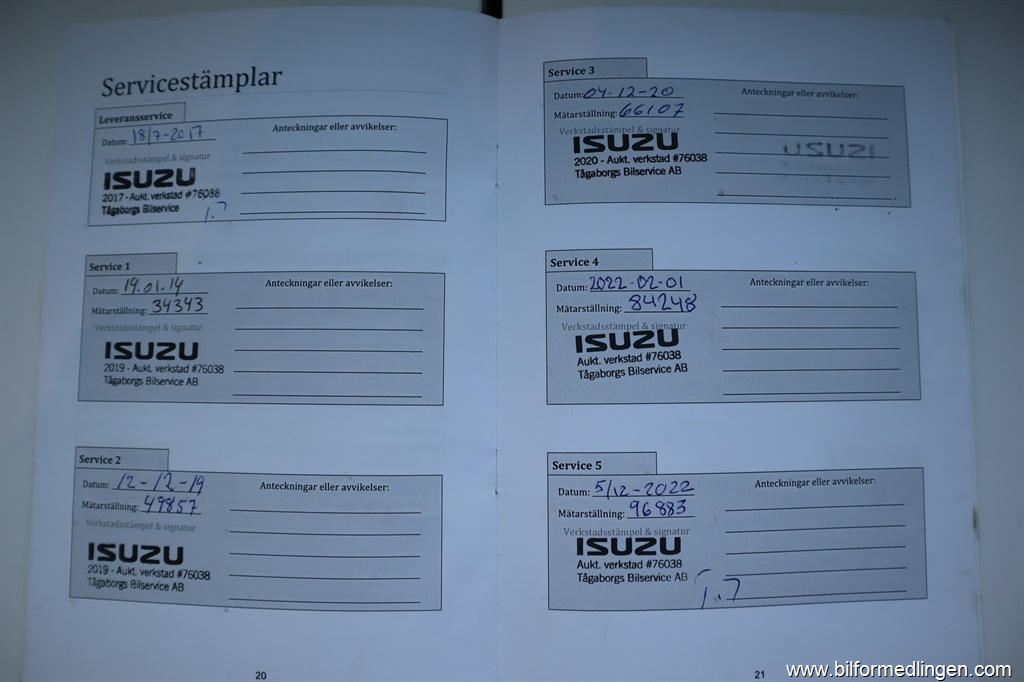 Servicestämplar
Leveransservice
Datum: 18/7-2017
Anteckningar eller avvikelser:
Verkstadsstämpel & signatur
ISUZU
2017 - Aukt. verkstad #76038
Tågaborgs Bilservice
Service 1
Datum: 19.01.14
Anteckningar eller avvikelser:
Mätarställning: 34343
Verkstadsstämpel & signatur
ISUZU
2019 - Aukt. verkstad #76038
Tågaborgs Bilservice AB
Service 2
Datum: 12-12-19
Anteckningar eller avvikelser:
Mätarställning: 49857
Verkstadsstämpel & signatur
ISUZU
2019 - Aukt. verkstad #76038
Tågaborgs Bilservice AB
20
Service 3
Datum: 04-12-20
Anteckningar eller avvikelser:
Mätarställning: 66107
Verkstadsstämpel & signatur
ISUZU
2020 - Aukt. verkstad #76038
Tågaborgs Bilservice AB
Service 4
Datum: 2022-02-01
Anteckningar eller avvikelser:
Mätarställning: 84248
Verkstadsstämpel & signatur
ISUZU
Aukt. verkstad #76038
Tågaborgs Bilservice AB
Service 5
Datum: 5/12-2022
Anteckningar eller avvikelser:
Mätarställning: 96883
Verkstadsstämpel & signatur
ISUZU
Aukt. verkstad #76038
Tågaborgs Bilservice AB
21
www.bilformedlingen.com